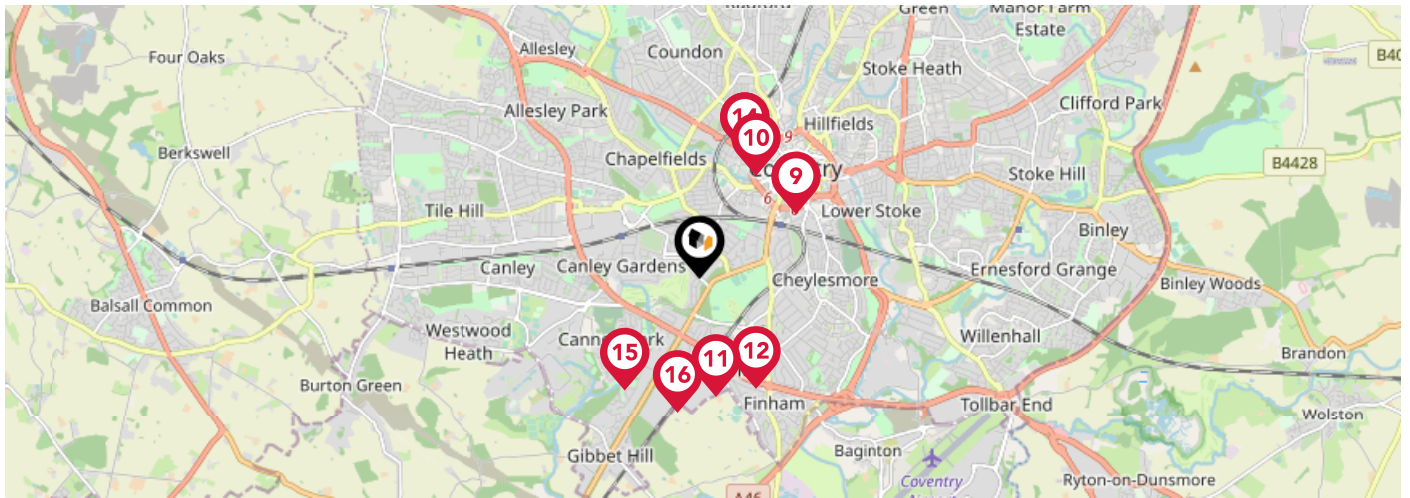 Green
Manor Farm
Estate
Four Oaks
Allesley
Coundon
B40
Stoke Heath
Allesley Park
Clifford Park
14
Hillfields
10
9
Berkswell
Chapelfields
B4428
9
Stoke Hill
6
Tile Hill
Lower Stoke
Binley
Canley
Canley Gardens
Ernesford Grange
Cheylesmore
Binley Woods
Balsall Common
Westwood
Heath
Willenhall
15
16
11
12
Brandon
Burton Green
Finham
Tollbar End
Wolston
Gibbet Hill
Baginton
Coventry
Ryton-on-Dunsmore
A46